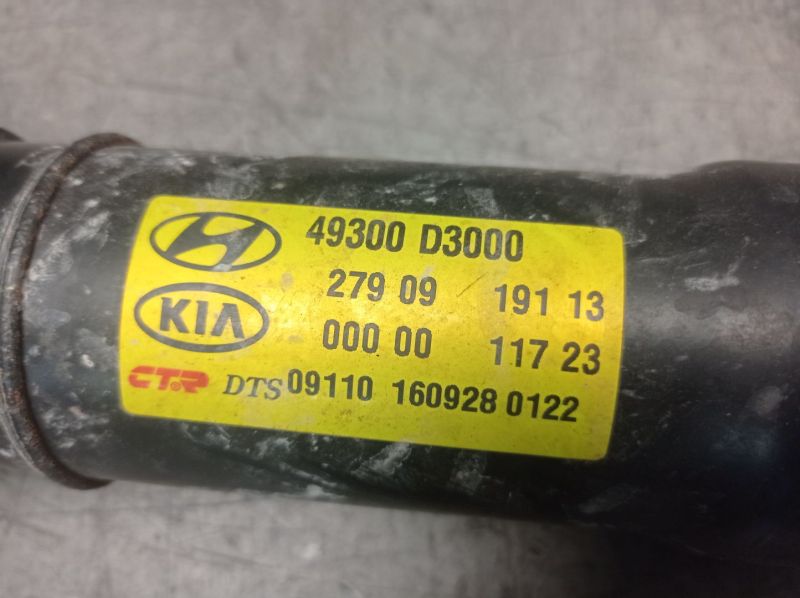 49300 D3000
279 09 191 13
KIA
000 00 117 23
CTR DTS 09110 160928 0122